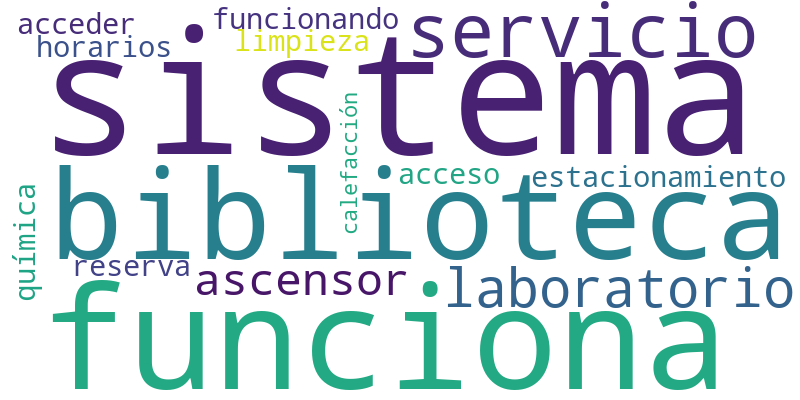 acceder
funcionando
servicio
horarios
limpieza
sistema
calefacción
biblioteca
acceso
estacionamiento
química
reserva
ascensor
laboratorio
funciona